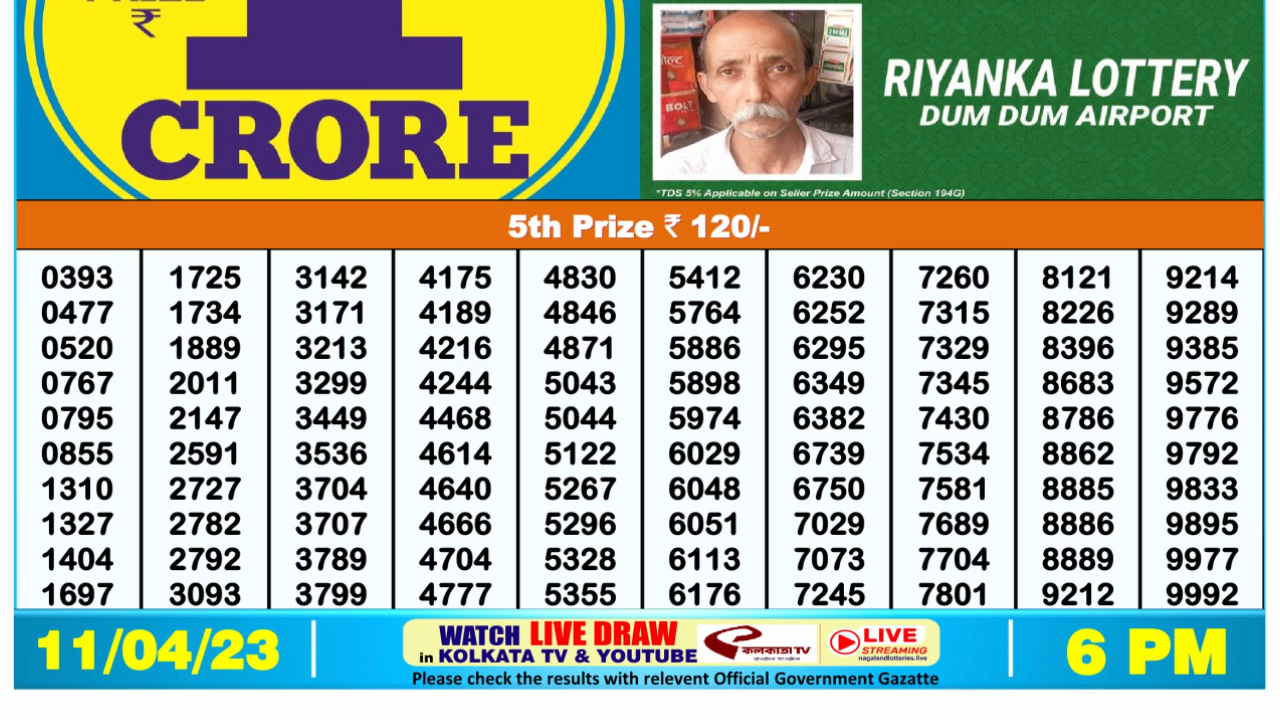 PRIZE
₹
1
CRORE
RIYANKA LOTTERY
DUM DUM AIRPORT
BOLT
*TDS 5% Applicable on Seller Prize Amount (Section 194G)
5th Prize ₹ 120/-
0393 1725 3142 4175 4830 5412 6230 7260 8121 9214
0477 1734 3171 4189 4846 5764 6252 7315 8226 9289
0520 1889 3213 4216 4871 5886 6295 7329 8396 9385
0767 2011 3299 4244 5043 5898 6349 7345 8683 9572
0795 2147 3449 4468 5044 5974 6382 7430 8786 9776
0855 2591 3536 4614 5122 6029 6739 7534 8862 9792
1310 2727 3704 4640 5267 6048 6750 7581 8885 9833
1327 2782 3707 4666 5296 6051 7029 7689 8886 9895
1404 2792 3789 4704 5328 6113 7073 7704 8889 9977
1697 3093 3799 4777 5355 6176 7245 7801 9212 9992
11/04/23
WATCH LIVE DRAW
in KOLKATA TV & YOUTUBE
কলকাতা TV
LIVE
STREAMING
nagalandlotteries.live
Please check the results with relevent Official Government Gazatte
6 PM